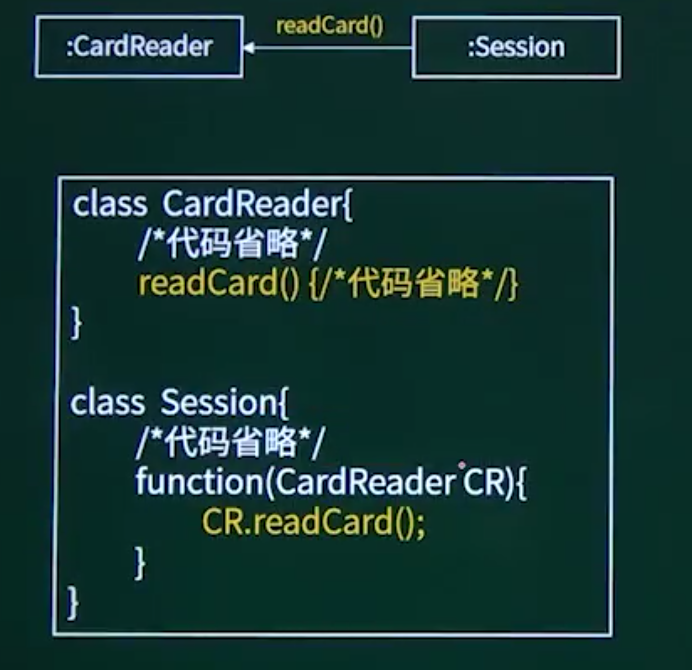 readCard()
:CardReader
:Session
class CardReader{
/*代码省略*/
readCard() {/*代码省略*/}
}
class Session{
/*代码省略*/
function(CardReader CR){
CR.readCard();
}
}